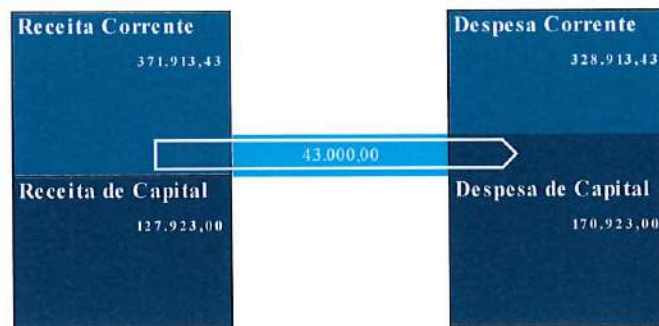 Receita Corrente
371.913,43
Despesa Corrente
328.913,43
43.000,00
Receita de Capital
127.923,00
Despesa de Capital
170.923,00